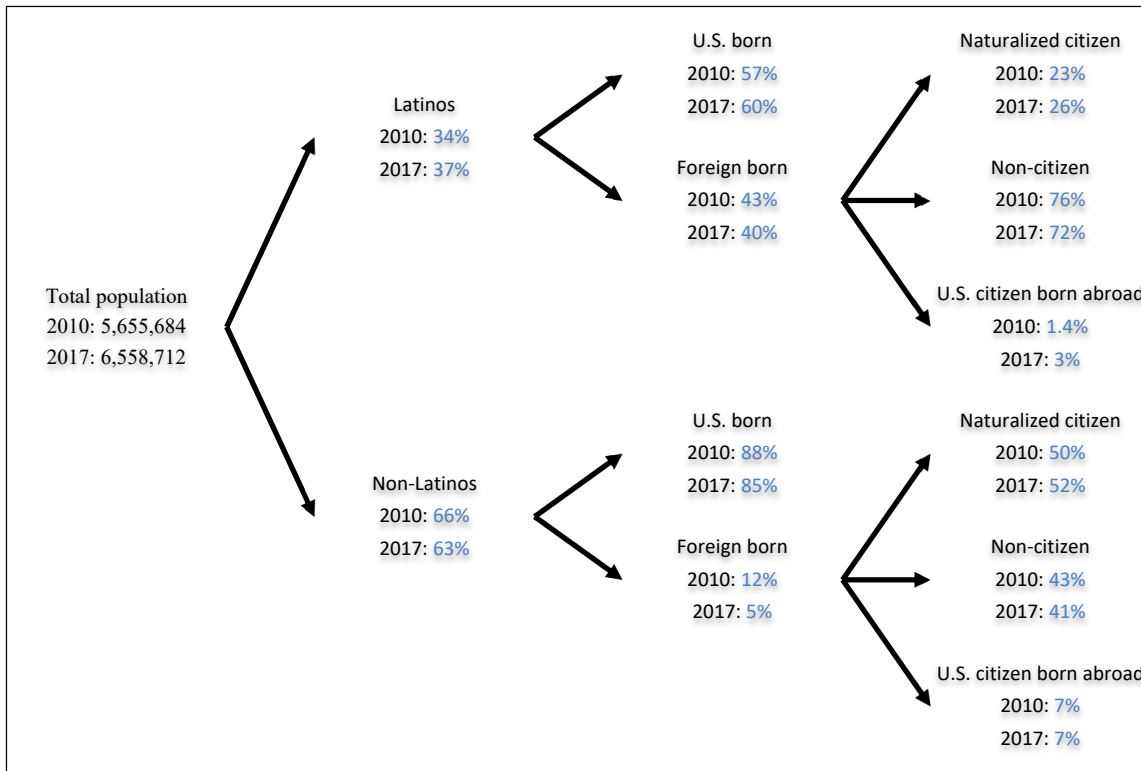 Total population
2010: 5,655,684
2017: 6,558,712
Latinos
2010: 34%
2017: 37%
U.S. born
2010: 57%
2017: 60%
Foreign born
2010: 43%
2017: 40%
Naturalized citizen
2010: 23%
2017: 26%
Non-citizen
2010: 76%
2017: 72%
U.S. citizen born abroad
2010: 1.4%
2017: 3%
Non-Latinos
2010: 66%
2017: 63%
U.S. born
2010: 88%
2017: 85%
Foreign born
2010: 12%
2017: 5%
Naturalized citizen
2010: 50%
2017: 52%
Non-citizen
2010: 43%
2017: 41%
U.S. citizen born abroad
2010: 7%
2017: 7%